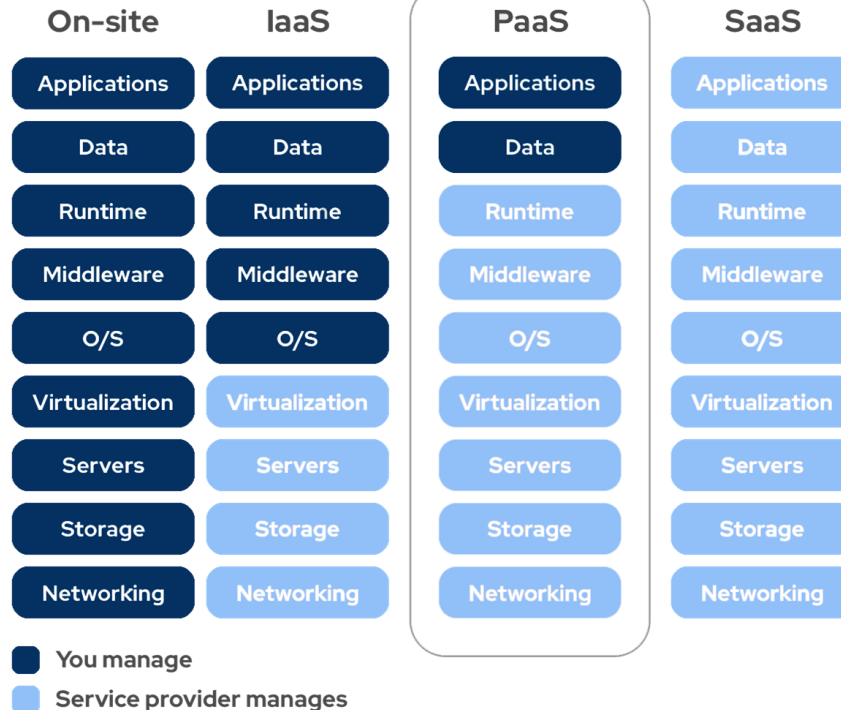 On-site IaaS PaaS SaaS
Applications Applications Applications Applications
Data Data Data Data
Runtime Runtime Runtime Runtime
Middleware Middleware Middleware Middleware
O/S O/S O/S O/S
Virtualization Virtualization Virtualization Virtualization
Servers Servers Servers Servers
Storage Storage Storage Storage
Networking Networking Networking Networking
You manage
Service provider manages